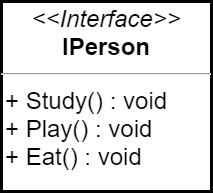 <<Interface>>
IPerson
+ Study() : void
+ Play() : void
+ Eat() : void